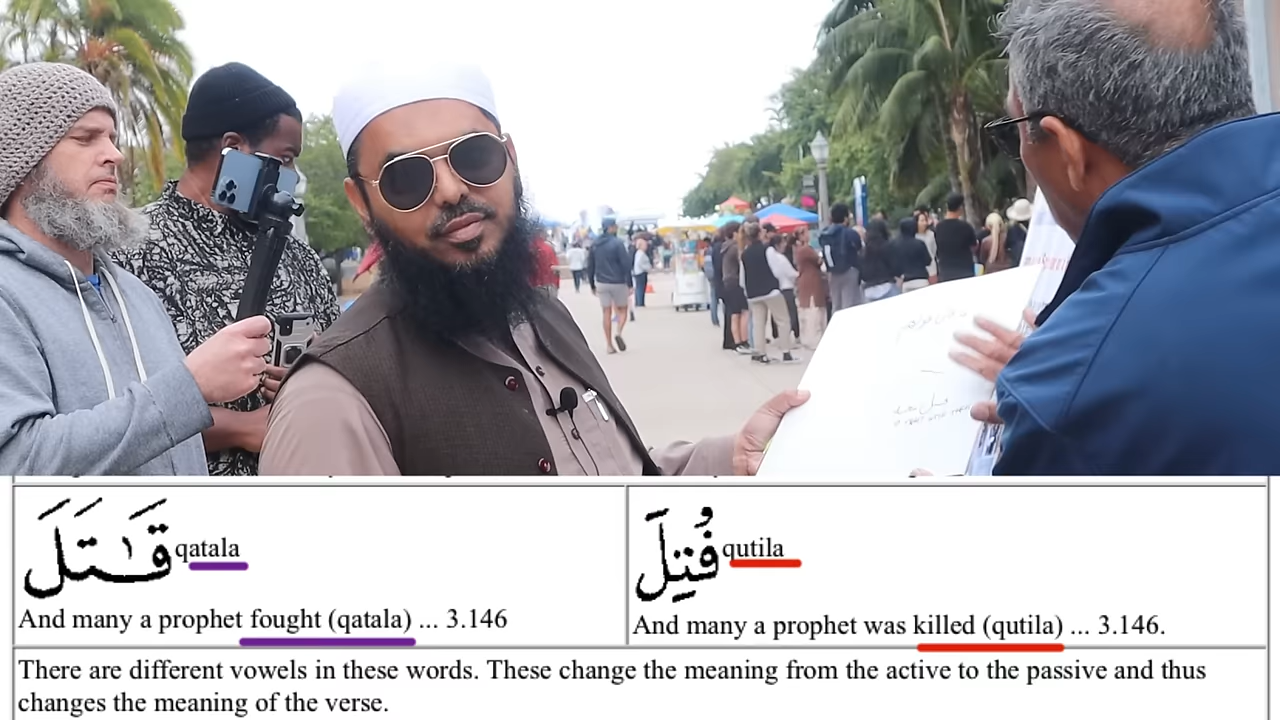 قَـٰتَلَ qatala
And many a prophet fought (qatala) ... 3.146
قُتِلَ qutila
And many a prophet was killed (qutila) ... 3.146.
There are different vowels in these words. These change the meaning from the active to the passive and thus
changes the meaning of the verse.